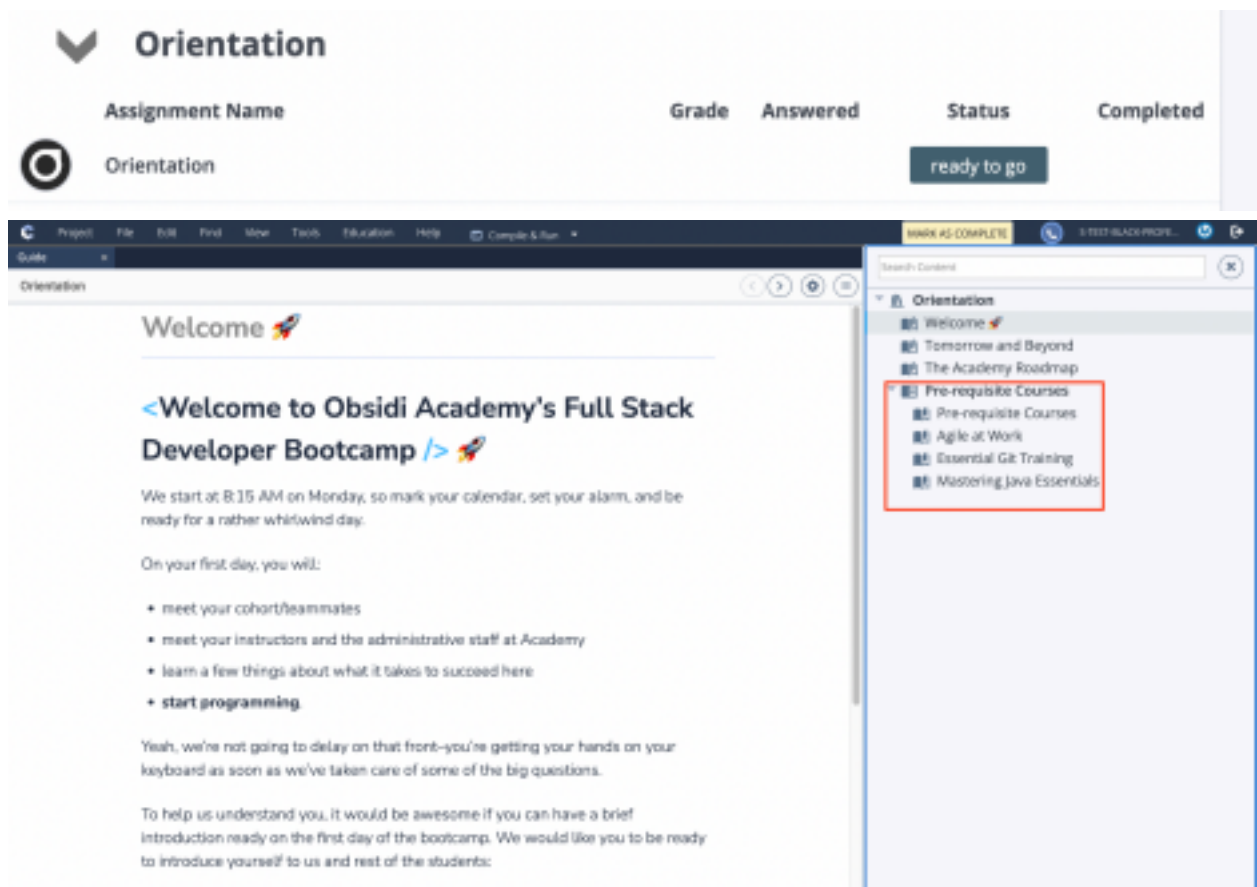 Orientation
Assignment Name Grade Answered Status Completed
Orientation ready to go
Project File Edit Find View Tools Education Help Compile & Run MARK AS COMPLETE
Guide
Orientation
Welcome 🚀
<Welcome to Obsidi Academy's Full Stack
Developer Bootcamp /> 🚀
We start at 8:15 AM on Monday, so mark your calendar, set your alarm, and be
ready for a rather whirlwind day.
On your first day, you will:
• meet your cohort/teammates
• meet your instructors and the administrative staff at Academy
• learn a few things about what it takes to succeed here
• start programming.
Yeah, we're not going to delay on that front–you're getting your hands on your
keyboard as soon as we've taken care of some of the big questions.
To help us understand you, it would be awesome if you can have a brief
introduction ready on the first day of the bootcamp. We would like you to be ready
to introduce yourself to us and rest of the students:
Search Content
Orientation
Welcome 🚀
Tomorrow and Beyond
The Academy Roadmap
Pre-requisite Courses
Pre-requisite Courses
Agile at Work
Essential Git Training
Mastering Java Essentials